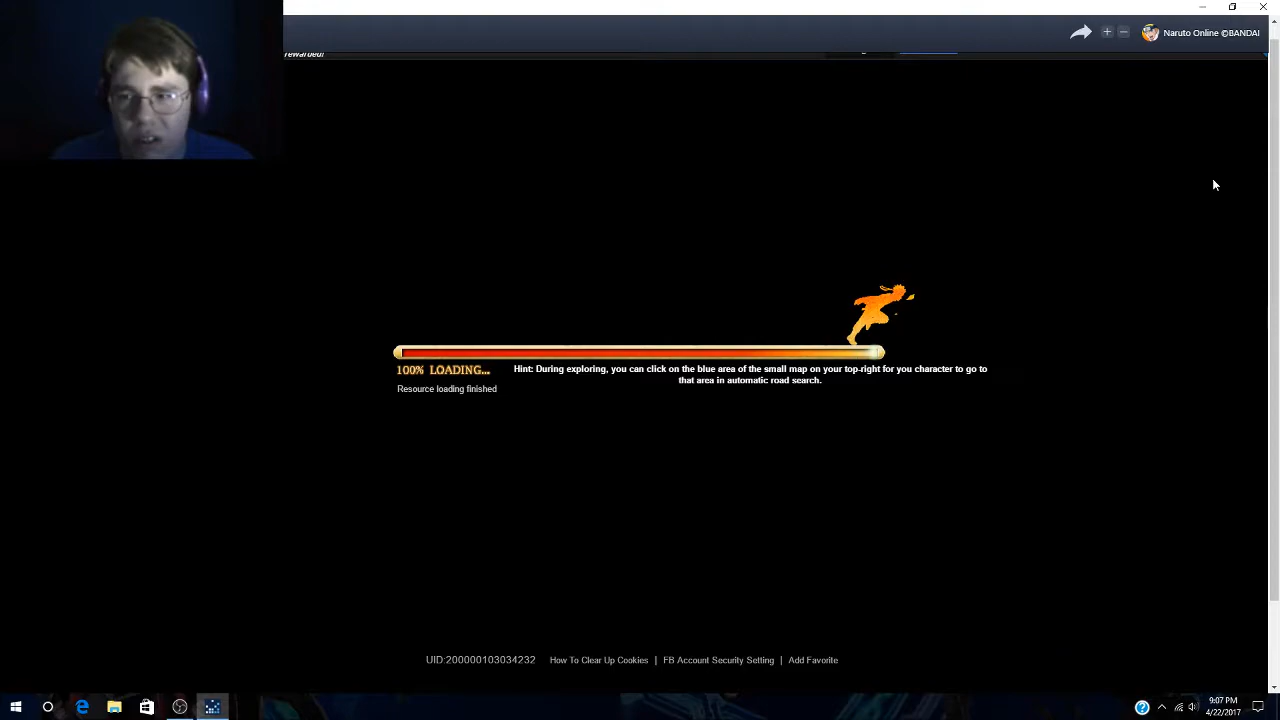 Naruto Online ©BANDAI
rewarded!
100% LOADING...
Hint: During exploring, you can click on the blue area of the small map on your top-right for you character to go to
that area in automatic road search.
Resource loading finished
UID:200000103034232 How To Clear Up Cookies | FB Account Security Setting | Add Favorite
9:07 PM
4/22/2017